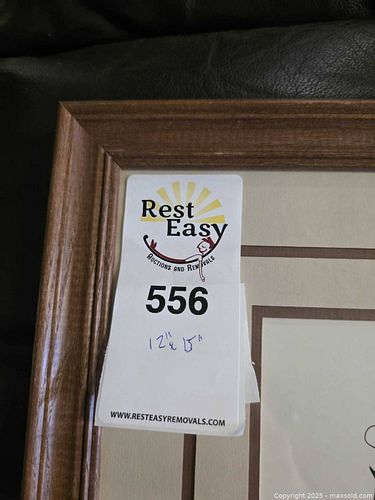 Rest
Easy
AUCTIONS AND REMOVALS
556
12" x 15"
WWW.RESTEASYREMOVALS.COM
Copyright 2025 - maxsold.com